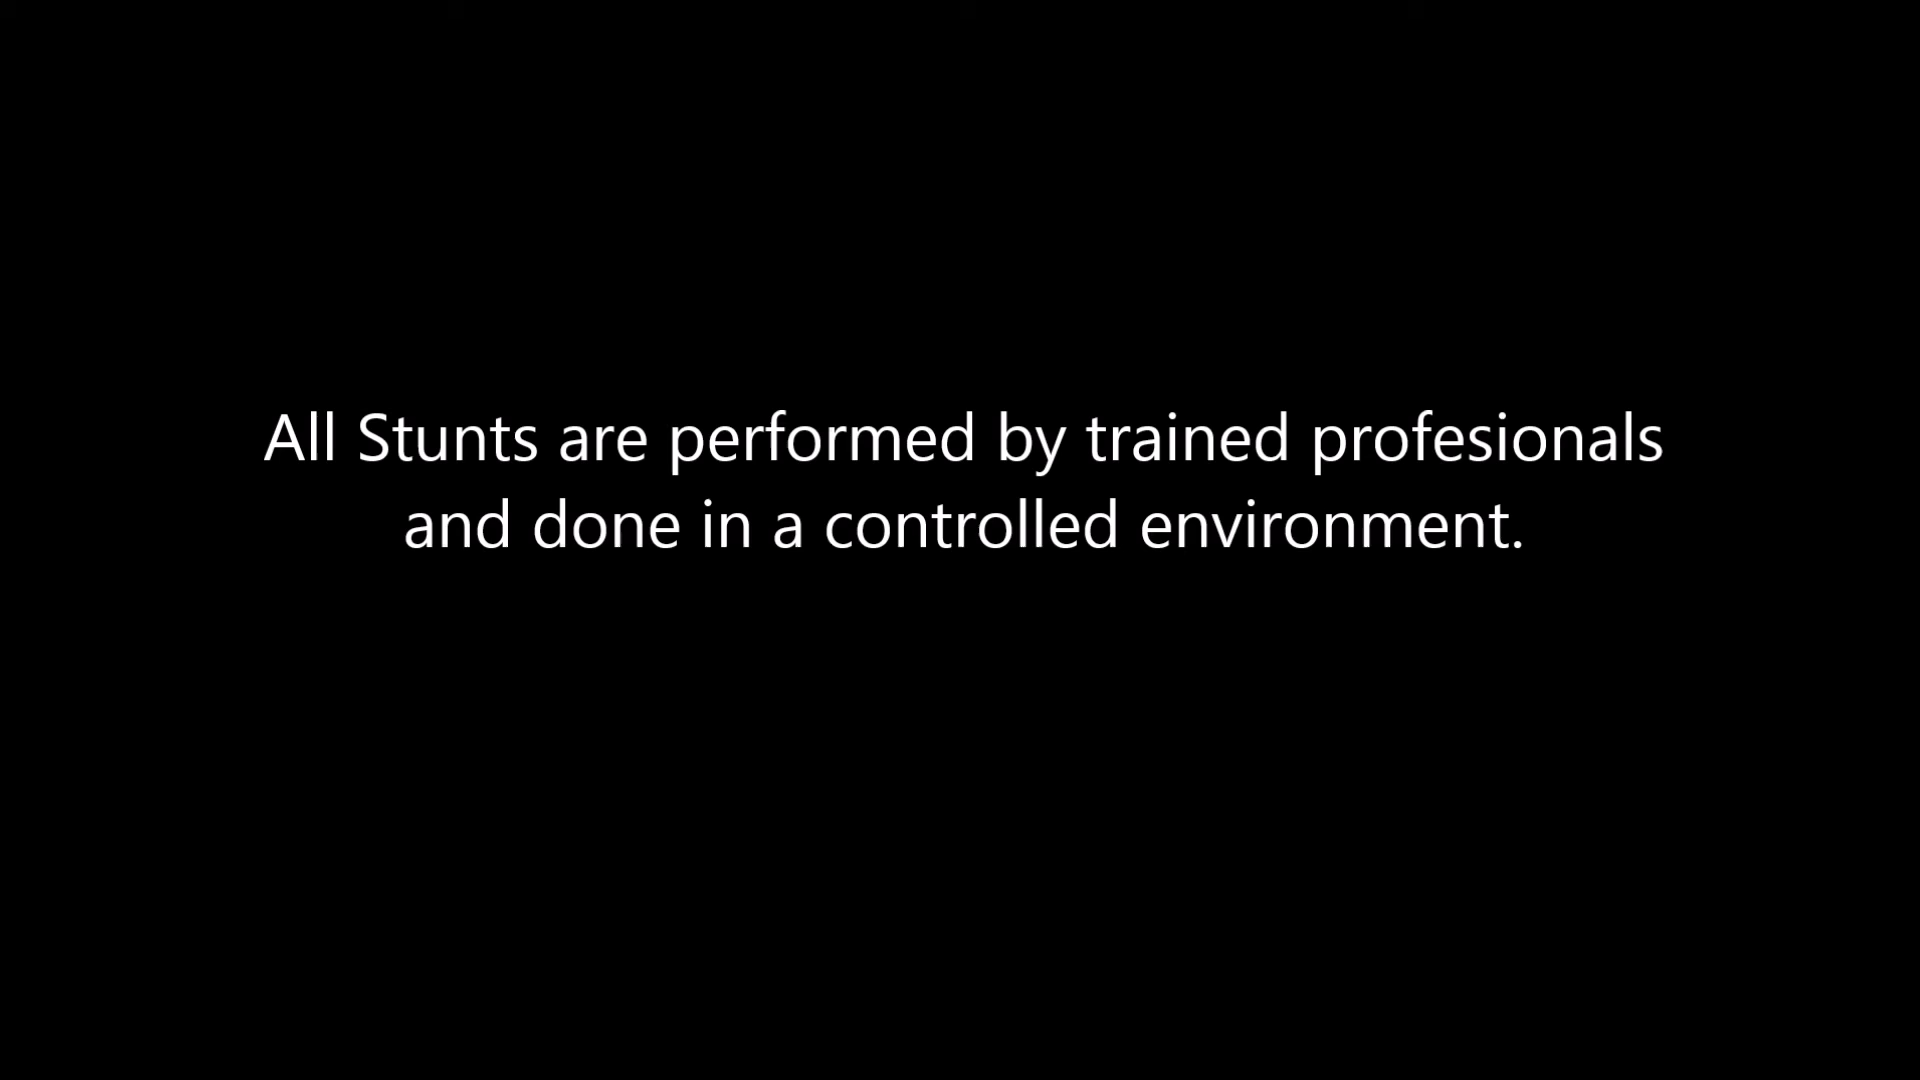 All Stunts are performed by trained profesionals
and done in a controlled environment.